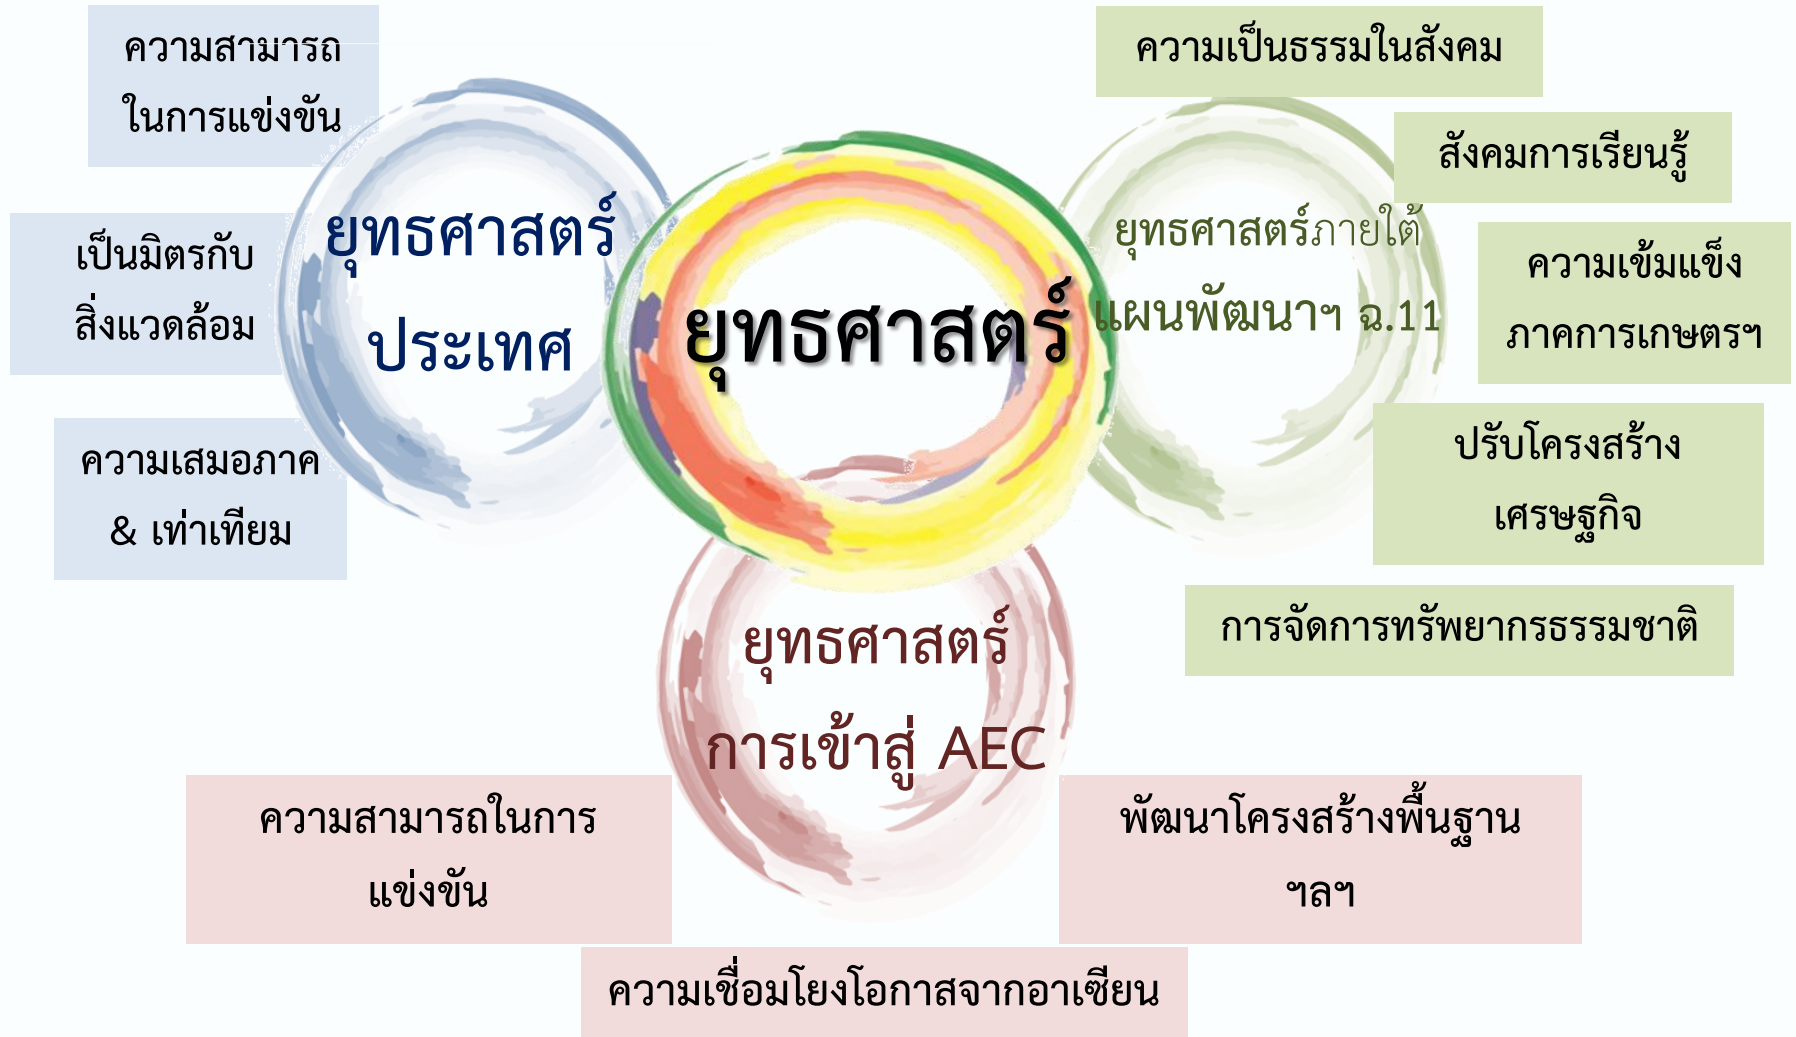 ความสามารถ
ในการแข่งขัน
เป็นมิตรกับ
สิ่งแวดล้อม
ความเสมอภาค
& เท่าเทียม
ยุทธศาสตร์
ประเทศ
ยุทธศาสตร์
ยุทธศาสตร์ภายใต้
แผนพัฒนาฯ ฉ.11
ความเป็นธรรมในสังคม
สังคมการเรียนรู้
ความเข้มแข็ง
ภาคการเกษตรฯ
ปรับโครงสร้าง
เศรษฐกิจ
การจัดการทรัพยากรธรรมชาติ
ยุทธศาสตร์
การเข้าสู่ AEC
ความสามารถในการ
แข่งขัน
พัฒนาโครงสร้างพื้นฐาน
ฯลฯ
ความเชื่อมโยงโอกาสจากอาเซียน